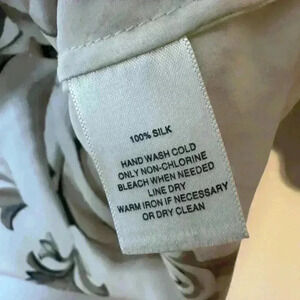 100% SILK
HAND WASH COLD
ONLY NON-CHLORINE
BLEACH WHEN NEEDED
LINE DRY
WARM IRON IF NECESSARY
OR DRY CLEAN